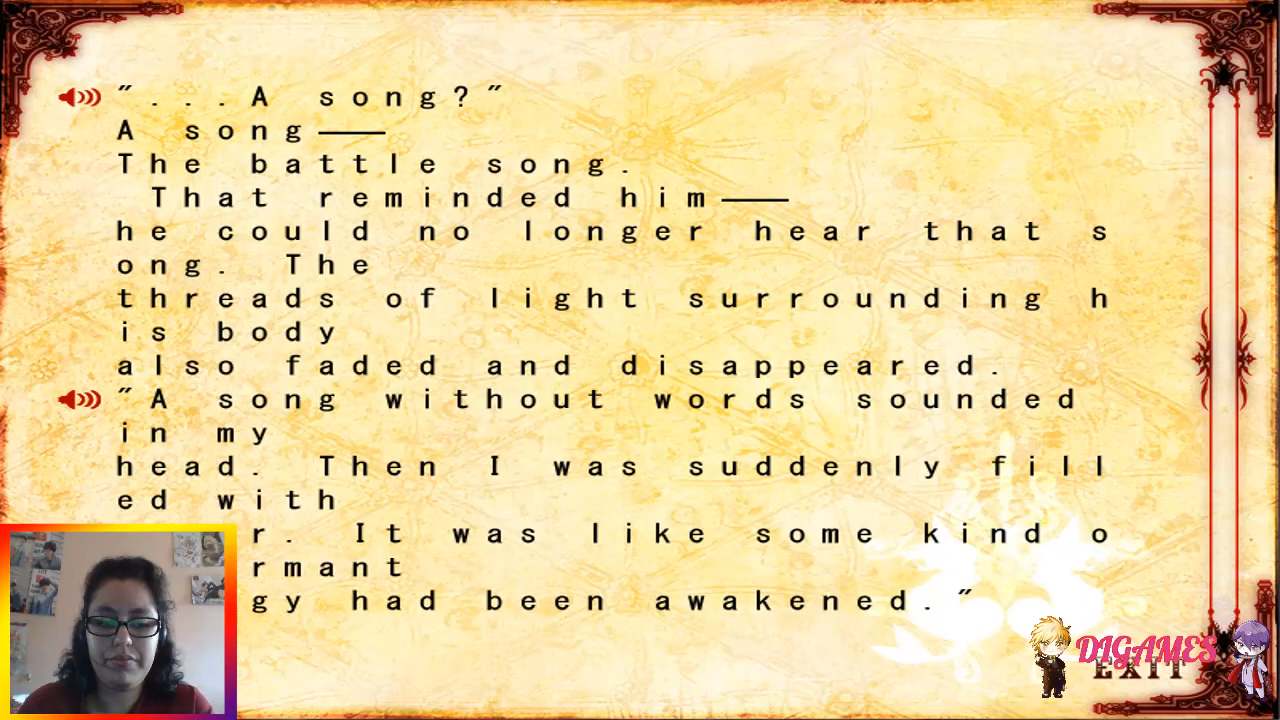 "...A song?"
A song——
The battle song.
That reminded him——
he could no longer hear that s
ong. The
threads of light surrounding h
is body
also faded and disappeared.
"A song without words sounded
in my
head. Then I was suddenly fill
ed with
r. It was like some kind o
rmant
gy had been awakened."
DIGAMES
EXIT